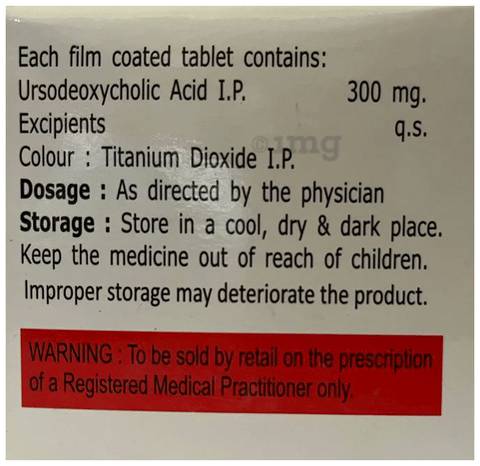 Each film coated tablet contains:
Ursodeoxycholic Acid I.P. 300 mg.
Excipients q.s.
Colour : Titanium Dioxide I.P.
Dosage : As directed by the physician
Storage : Store in a cool, dry & dark place.
Keep the medicine out of reach of children.
Improper storage may deteriorate the product.
WARNING : To be sold by retail on the prescription
of a Registered Medical Practitioner only.